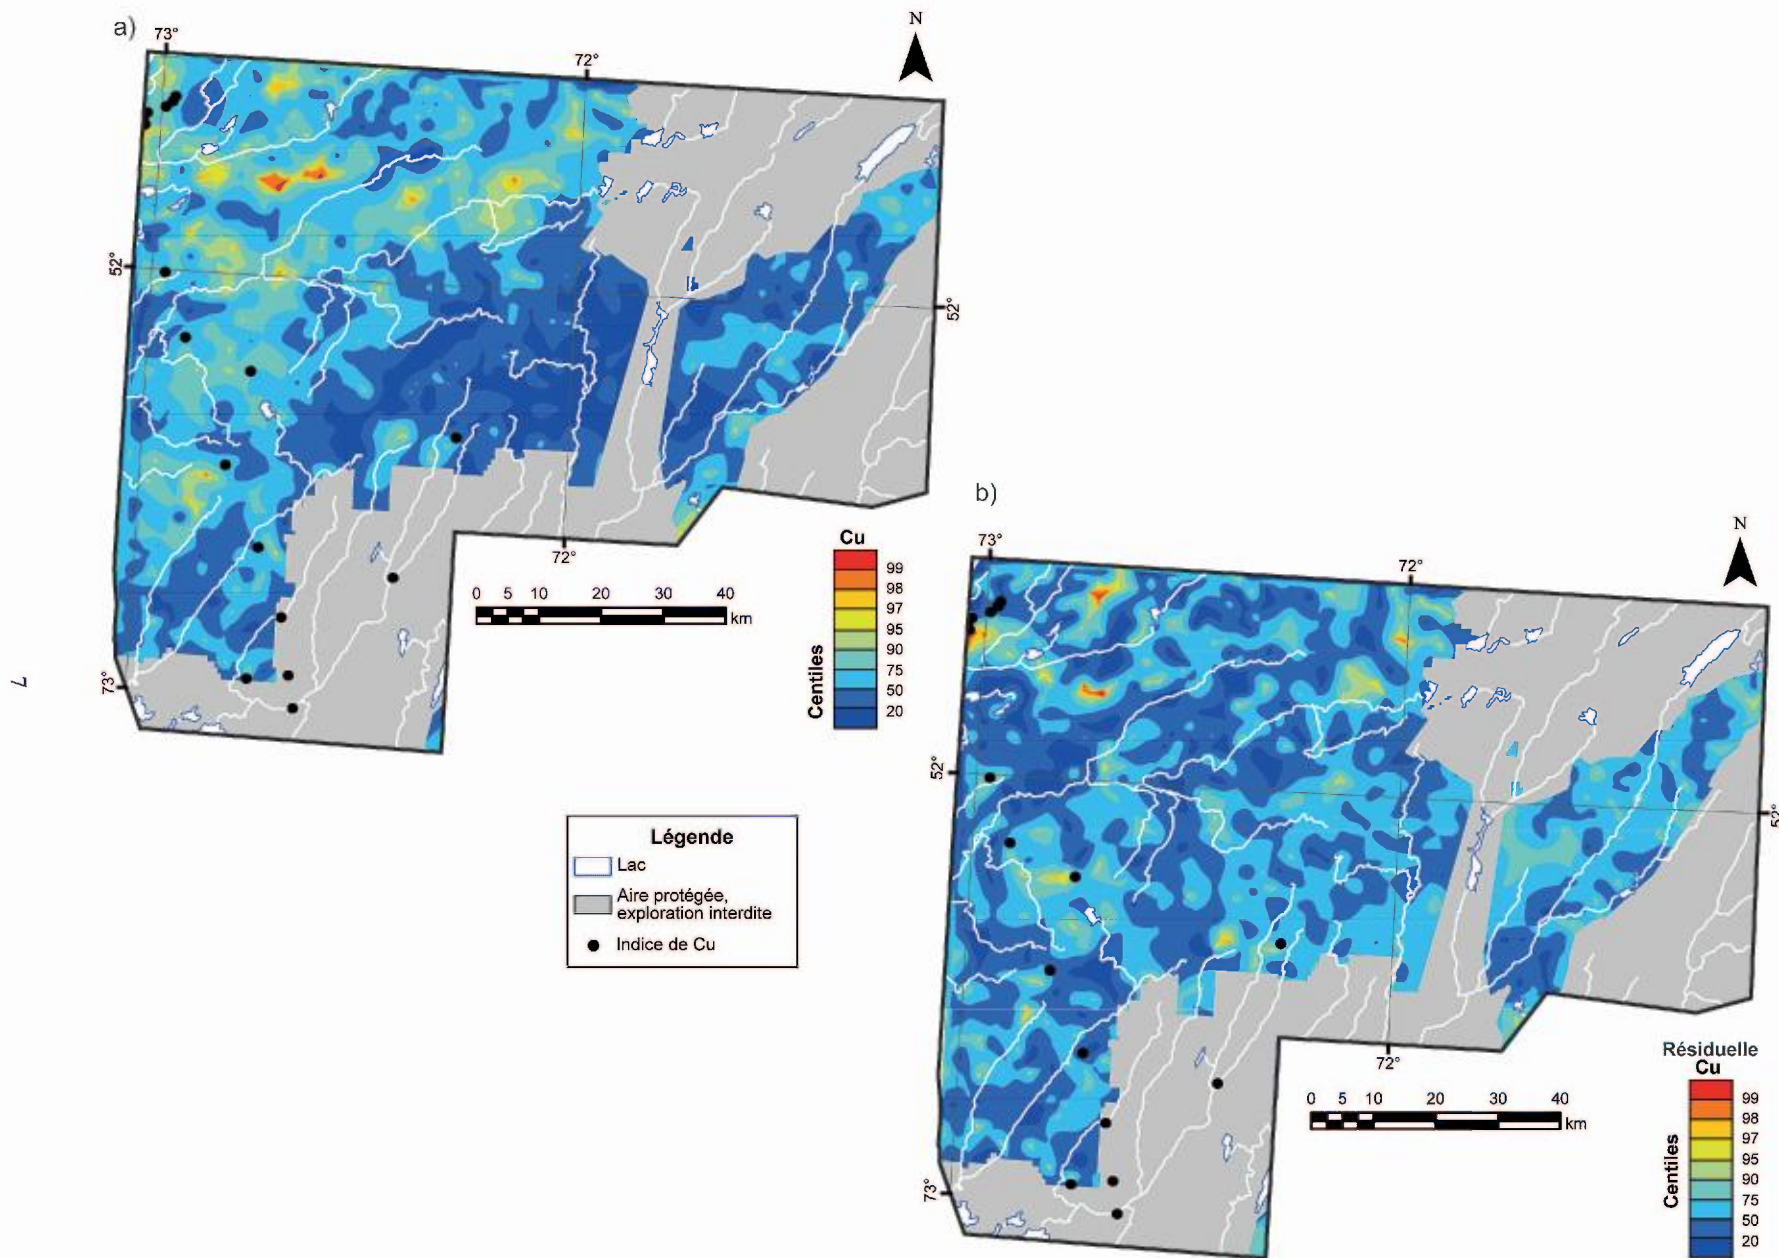 a)
73°
72°
N
52°
52°
73°
72°
Cu
99
98
97
95
90
75
50
20
Centiles
0 5 10 20 30 40
km
Légende
Lac
Aire protégée,
exploration interdite
Indice de Cu
b)
73°
72°
N
52°
52°
73°
72°
Résiduelle
Cu
99
98
97
95
90
75
50
20
Centiles
0 2 5 10 20 30 40
km
7